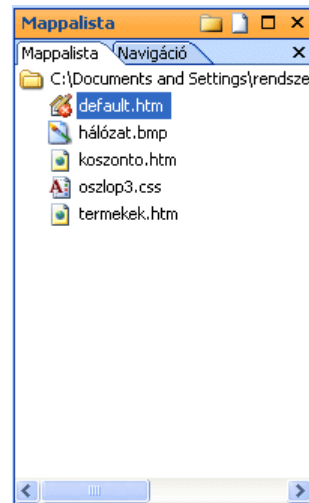 Mappalista
Mappalista Navigáció
C:\Documents and Settings\rendsze
default.htm
hálózat.bmp
koszonto.htm
oszlop3.css
termekek.htm